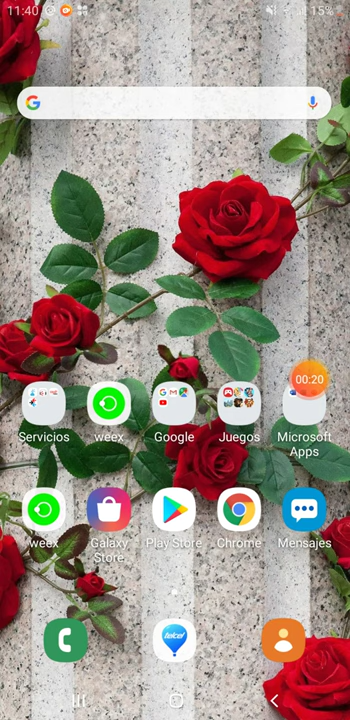 11:40
15%
00:20
Servicios
weex
Google
Juegos
Microsoft
Apps
weex
Galaxy
Store
Play Store
Chrome
Mensajes
telcel